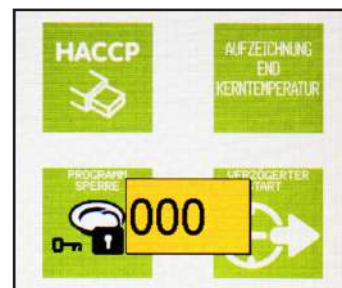 HACCP
AUFZEICHNUNG
END
KERNTEMPERATUR
PROGRAMM
SPERRE
VERZÖGERTER
START
000